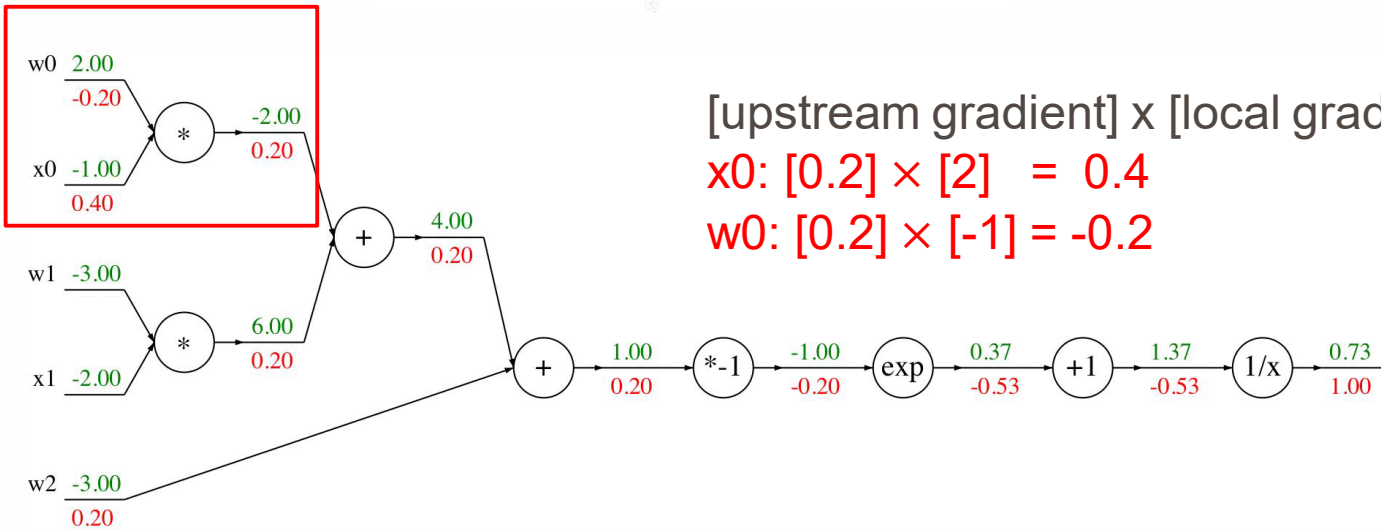 w0 2.00
-0.20
*
-2.00
0.20
x0 -1.00
0.40
[upstream gradient] x [local grad
x0: [0.2] × [2] = 0.4
w0: [0.2] × [-1] = -0.2
+
4.00
0.20
w1 -3.00
*
6.00
0.20
x1 -2.00
+
1.00
0.20
*-1
-1.00
-0.20
exp
0.37
-0.53
+1
1.37
-0.53
1/x
0.73
1.00
w2 -3.00
0.20